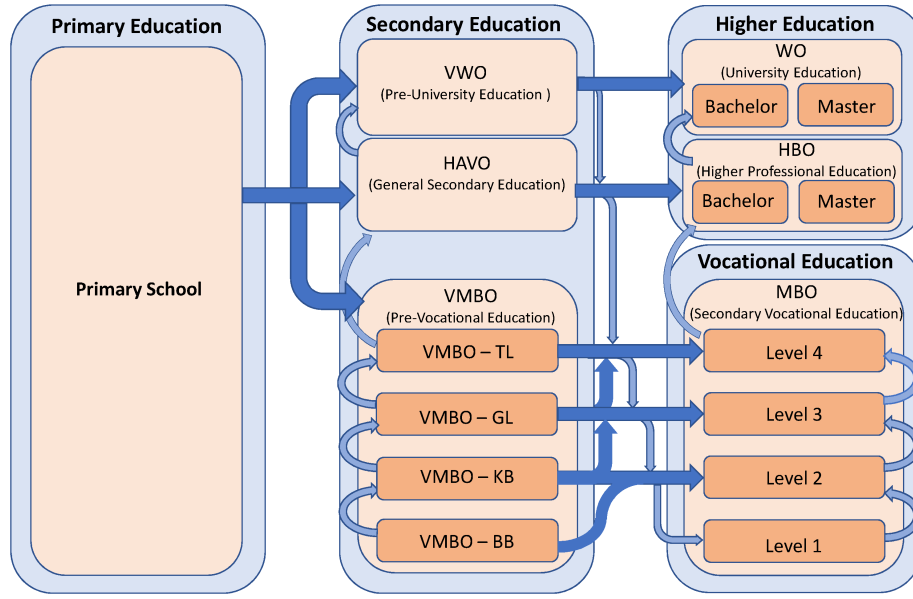 Primary Education
Primary School
Secondary Education
VWO
(Pre-University Education )
HAVO
(General Secondary Education)
VMBO
(Pre-Vocational Education)
VMBO – TL
VMBO – GL
VMBO – KB
VMBO – BB
Higher Education
WO
(University Education)
Bachelor
Master
HBO
(Higher Professional Education)
Bachelor
Master
Vocational Education
MBO
(Secondary Vocational Education)
Level 4
Level 3
Level 2
Level 1